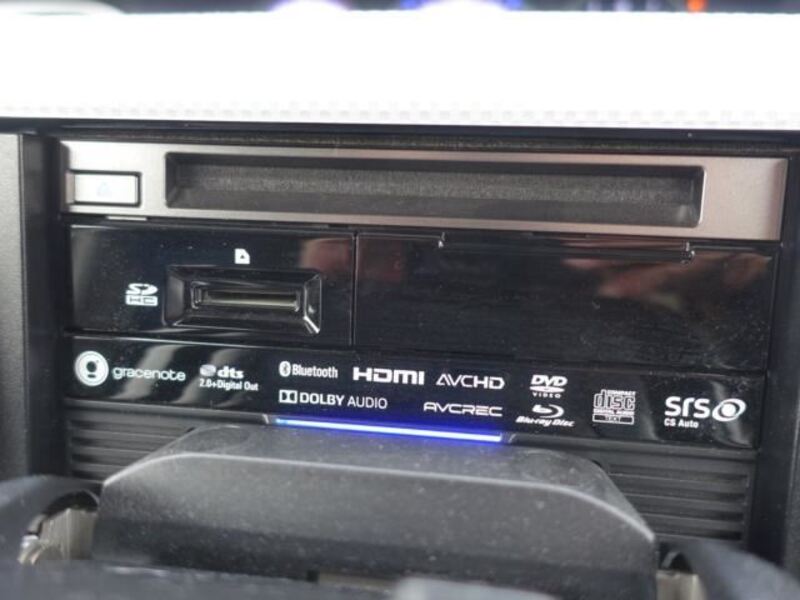 SD
HC
gracenote
dts
2.0+Digital Out
Bluetooth
HDMI
AVCHD
DVD
VIDEO
COMPACT
disc
DIGITAL AUDIO
TEXT
SRS
CS Auto
DOLBY AUDIO
AVCREC
Blu-ray Disc